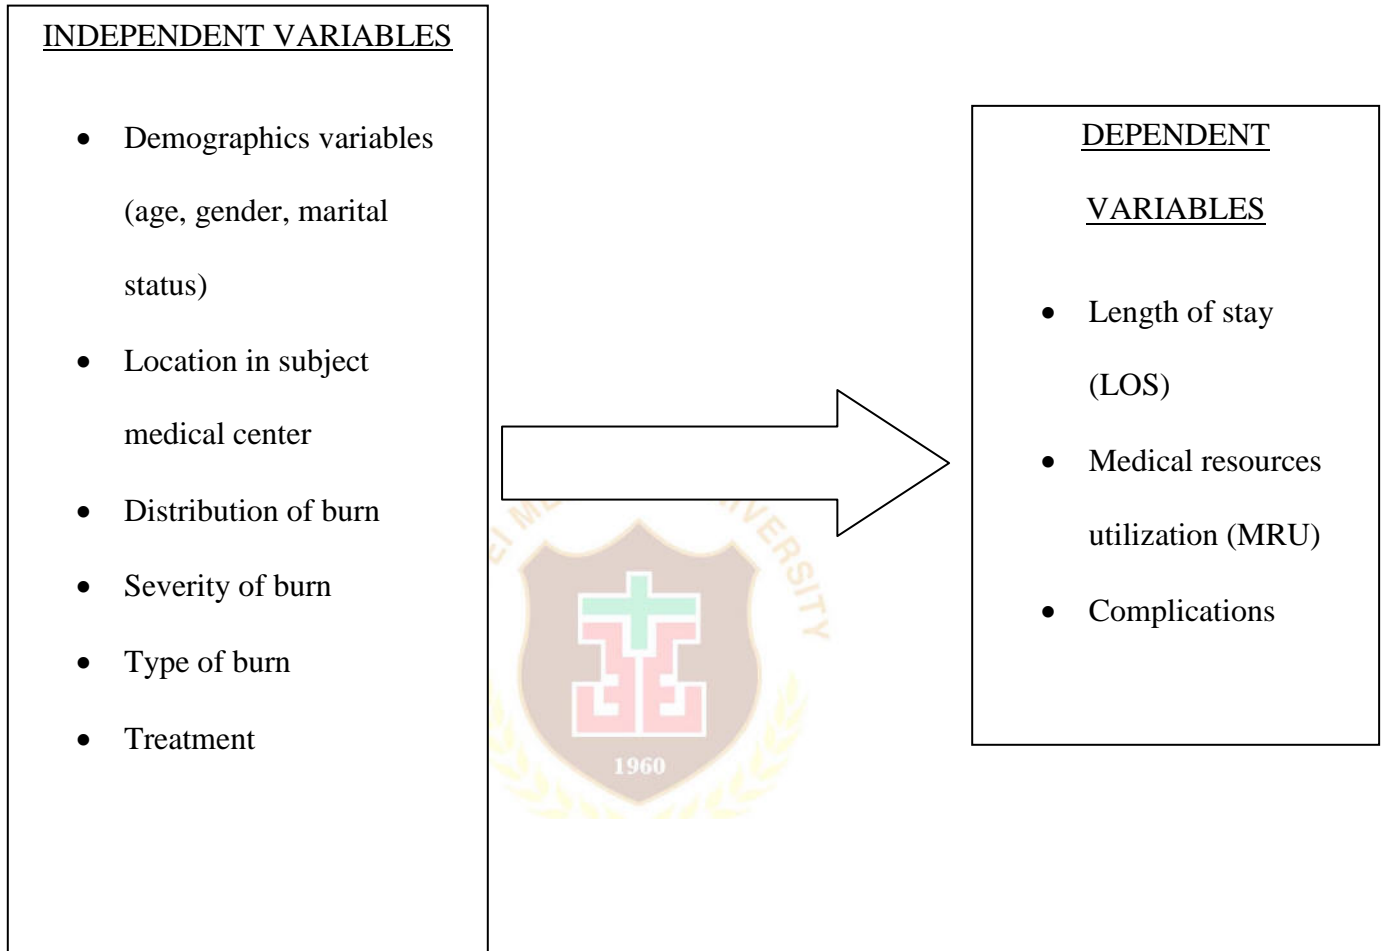 INDEPENDENT VARIABLES
• Demographics variables
(age, gender, marital
status)
• Location in subject
medical center
• Distribution of burn
• Severity of burn
• Type of burn
• Treatment
DEPENDENT
VARIABLES
• Length of stay
(LOS)
• Medical resources
utilization (MRU)
• Complications
1960